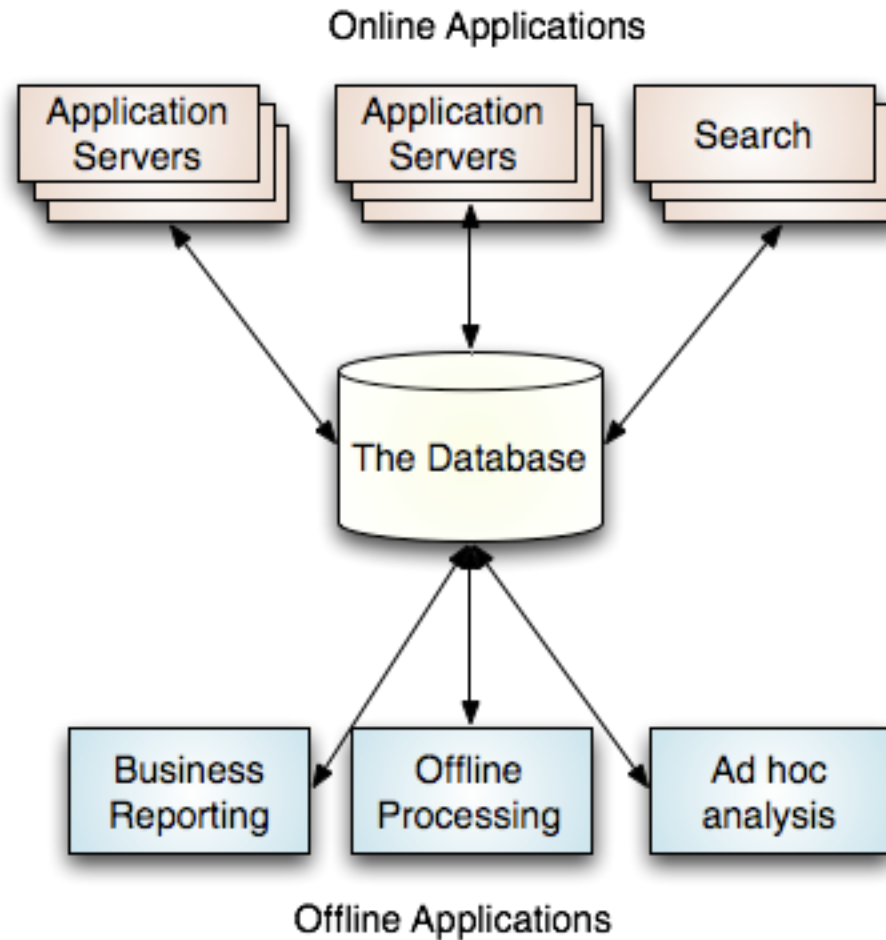 Online Applications
Application
Servers
Application
Servers
Search
The Database
Business
Reporting
Offline
Processing
Ad hoc
analysis
Offline Applications